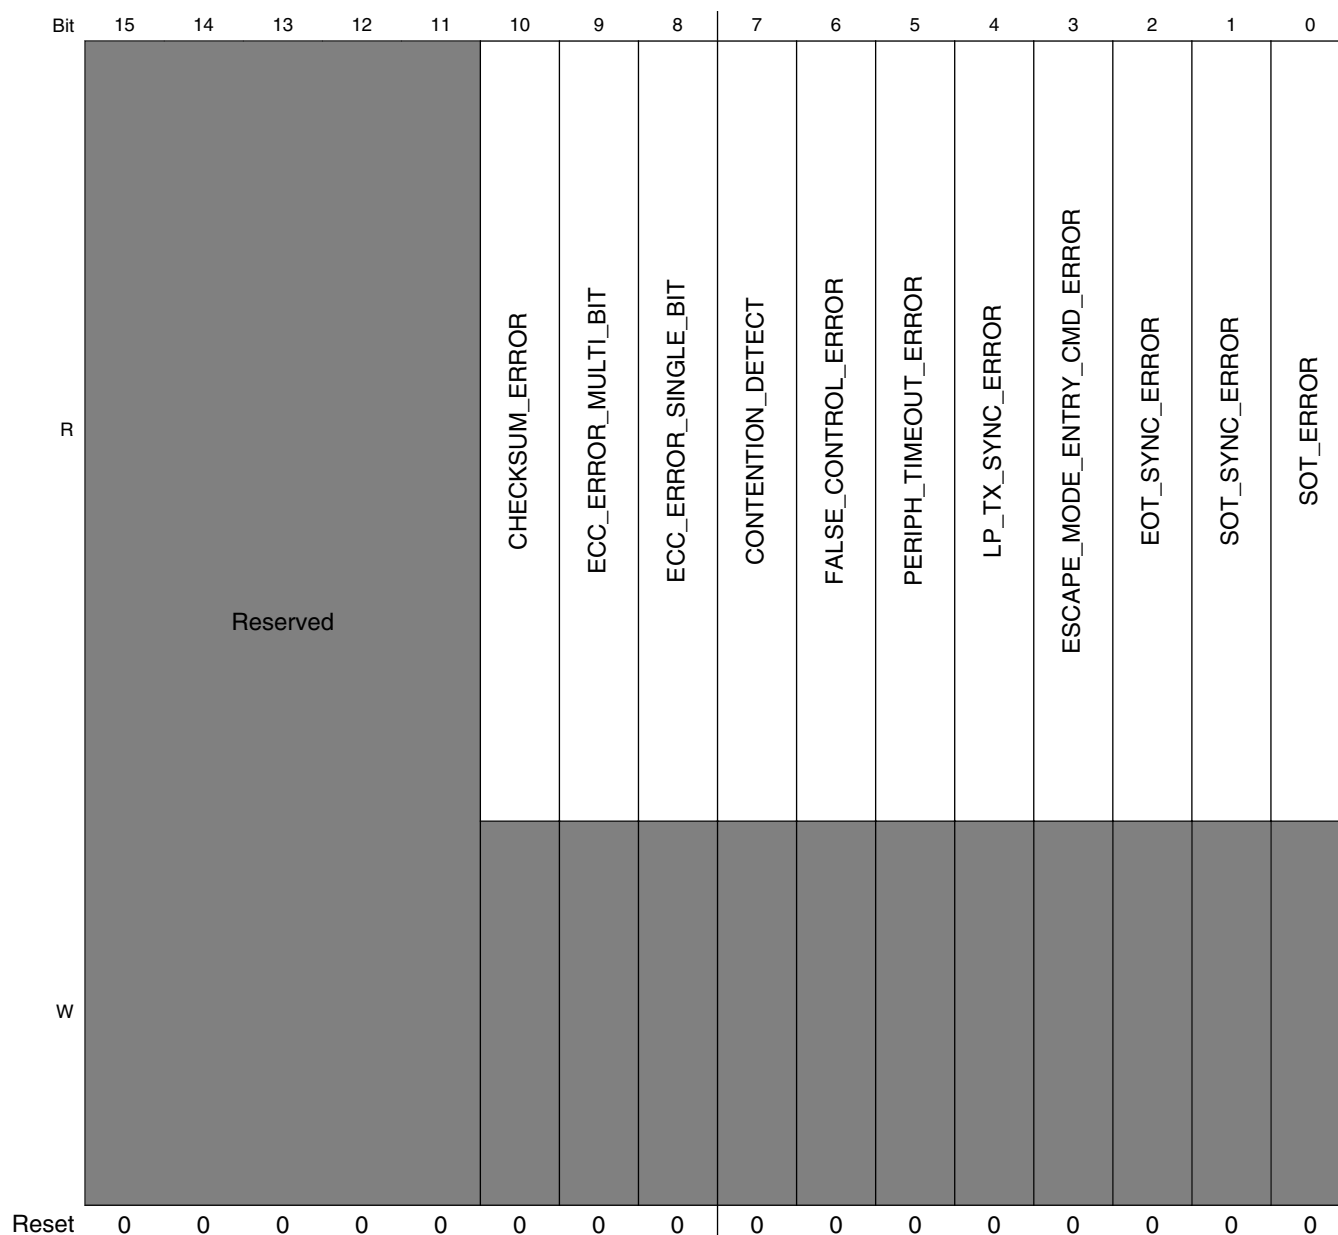 Bit 15 14 13 12 11 10 9 8 7 6 5 4 3 2 1 0
R
Reserved
CHECKSUM_ERROR
ECC_ERROR_MULTI_BIT
ECC_ERROR_SINGLE_BIT
CONTENTION_DETECT
FALSE_CONTROL_ERROR
PERIPH_TIMEOUT_ERROR
LP_TX_SYNC_ERROR
ESCAPE_MODE_ENTRY_CMD_ERROR
EOT_SYNC_ERROR
SOT_SYNC_ERROR
SOT_ERROR
W
Reset 0 0 0 0 0 0 0 0 0 0 0 0 0 0 0 0